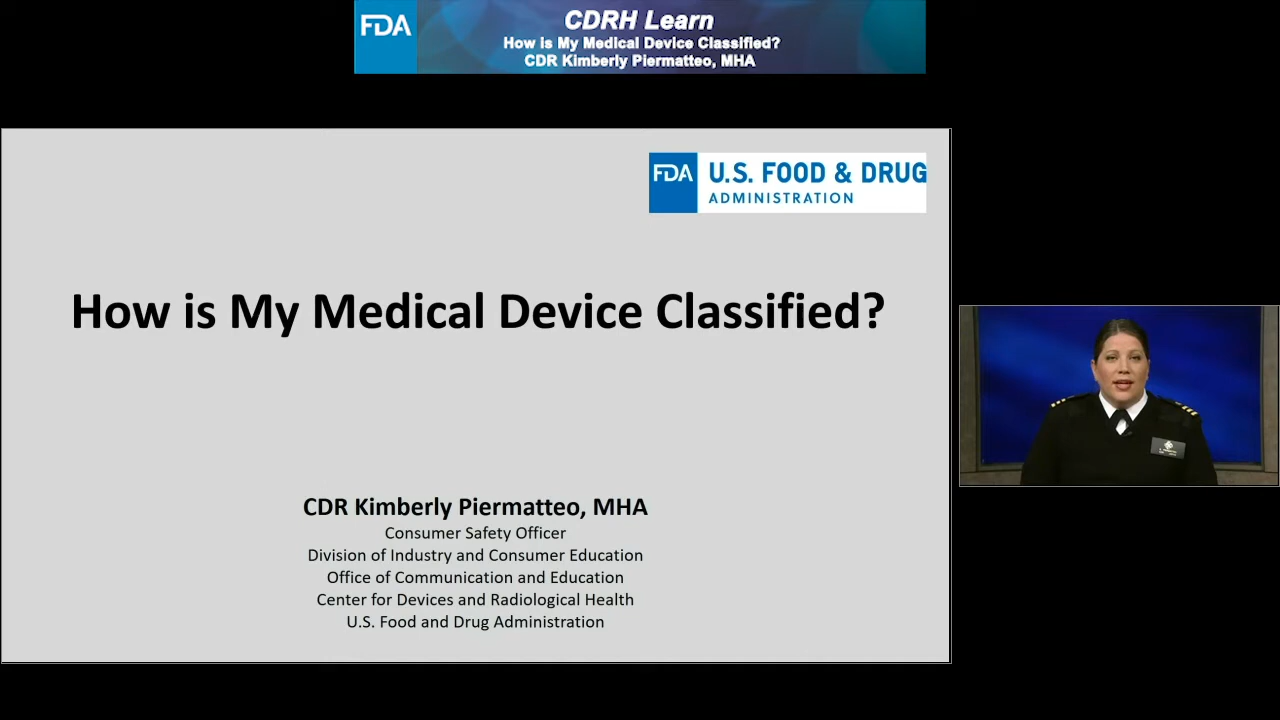 FDA
CDRH Learn
How is My Medical Device Classified?
CDR Kimberly Piermatteo, MHA
FDA
U.S. FOOD & DRUG
ADMINISTRATION
How is My Medical Device Classified?
CDR Kimberly Piermatteo, MHA
Consumer Safety Officer
Division of Industry and Consumer Education
Office of Communication and Education
Center for Devices and Radiological Health
U.S. Food and Drug Administration